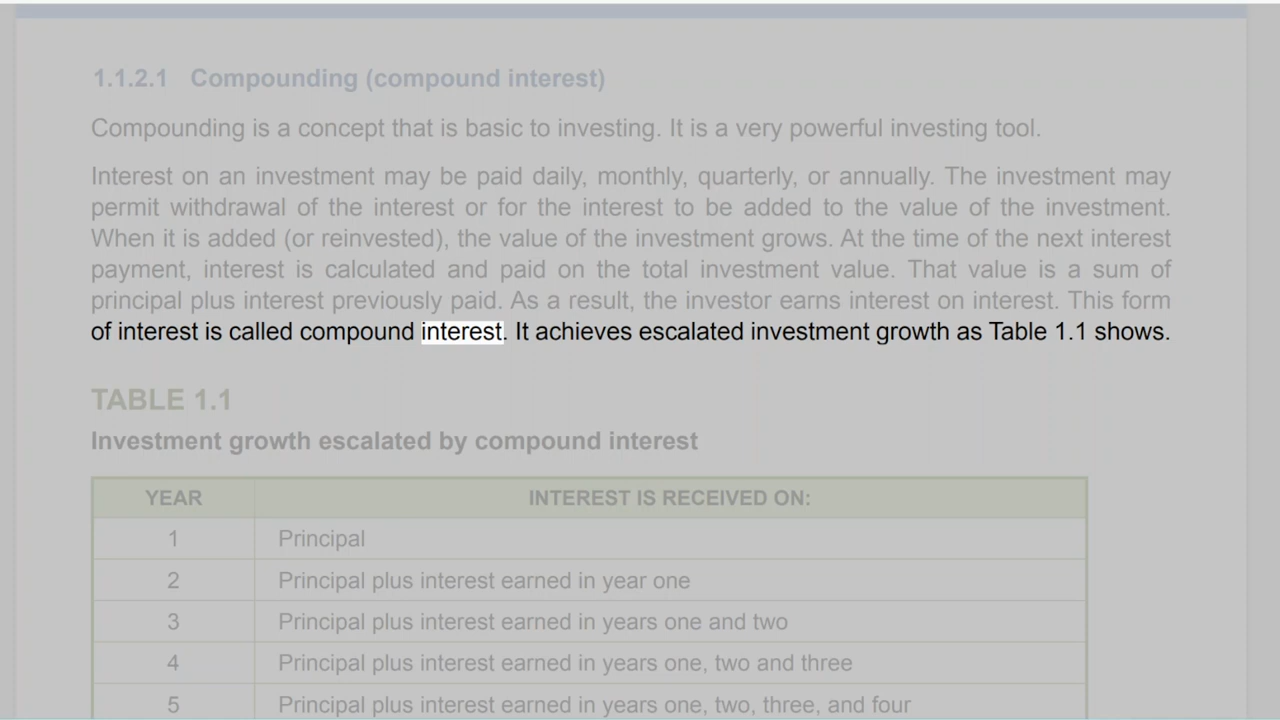 1.1.2.1 Compounding (compound interest)
Compounding is a concept that is basic to investing. It is a very powerful investing tool.
Interest on an investment may be paid daily, monthly, quarterly, or annually. The investment may
permit withdrawal of the interest or for the interest to be added to the value of the investment.
When it is added (or reinvested), the value of the investment grows. At the time of the next interest
payment, interest is calculated and paid on the total investment value. That value is a sum of
principal plus interest previously paid. As a result, the investor earns interest on interest. This form
of interest is called compound interest. It achieves escalated investment growth as Table 1.1 shows.
TABLE 1.1
Investment growth escalated by compound interest
YEAR INTEREST IS RECEIVED ON:
1 Principal
2 Principal plus interest earned in year one
3 Principal plus interest earned in years one and two
4 Principal plus interest earned in years one, two and three
5 Principal plus interest earned in years one, two, three, and four